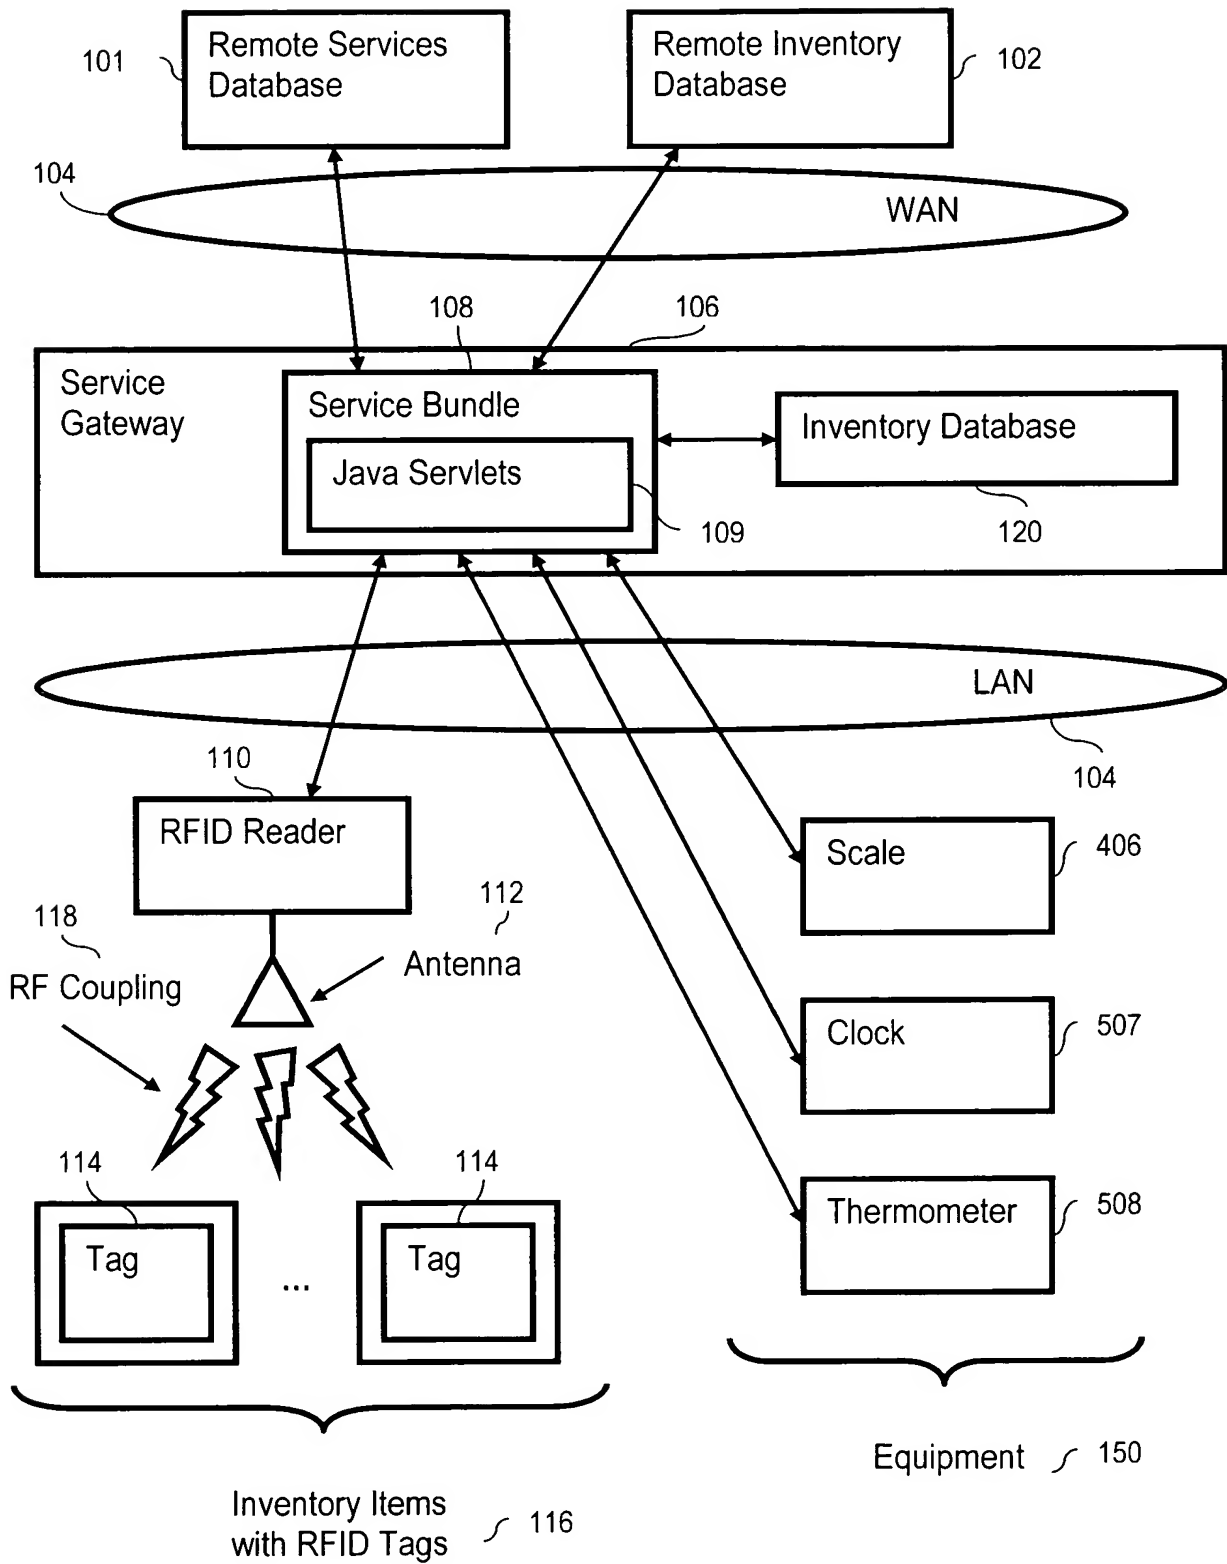 Remote Services
Database
101
Remote Inventory
Database
102
104
WAN
108
106
Service
Gateway
Service Bundle
Java Servlets
109
Inventory Database
120
LAN
104
110
RFID Reader
Scale
406
118
RF Coupling
112
Antenna
Clock
507
114
Tag
...
114
Tag
Thermometer
508
Equipment
150
Inventory Items
with RFID Tags
116